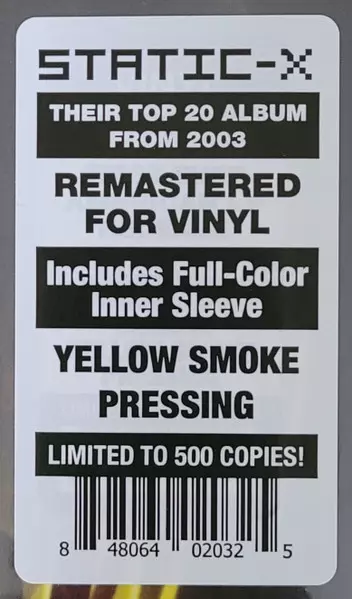 STATIC-X
THEIR TOP 20 ALBUM
FROM 2003
REMASTERED
FOR VINYL
Includes Full-Color
Inner Sleeve
YELLOW SMOKE
PRESSING
LIMITED TO 500 COPIES!
8 48064 02032 5